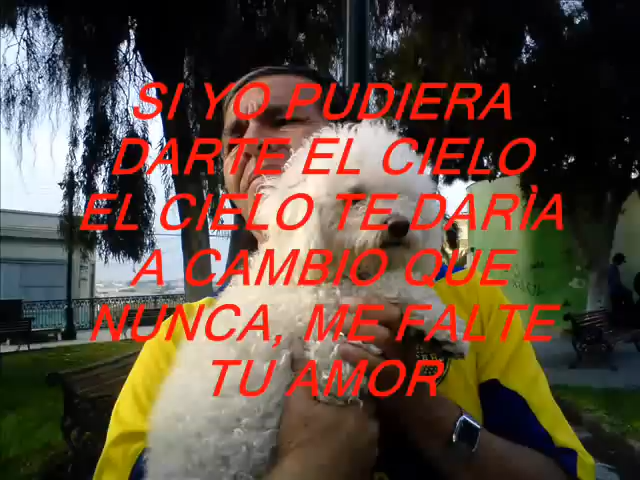 SI YO PUDIERA
DARTE EL CIELO
EL CIELO TE DARÌA
A CAMBIO QUE
NUNCA, ME FALTE
TU AMOR